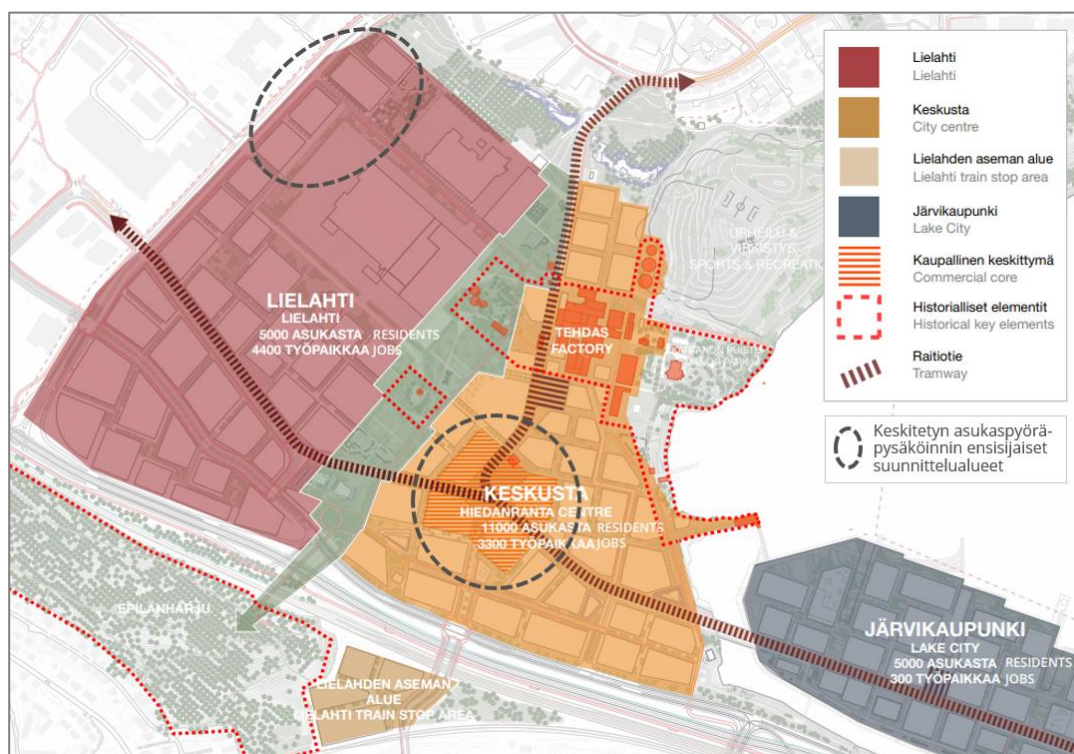 LIELAHTI
LIELAHTI
5000 ASUKASTA RESIDENTS
4400 TYÖPAIKKAA JOBS
URHEILU &
VIRKISTYS
SPORTS & RECREATI
TEHDAS
FACTORY
KESKUSTA
HIEDANRANTA CENTRE
11000 ASUKASTA RESIDENTS
3300 TYÖPAIKKAA JOBS
EPILÄNHARJU
LIELAHDEN ASEMAN
ALUE
LIELAHTI TRAIN STOP AREA
JÄRVIKAUPUNKI
LAKE CITY
5000 ASUKASTA RESIDENTS
300 TYÖPAIKKAA JOBS
Lielahti
Lielahti
Keskusta
City centre
Lielahden aseman alue
Lielahti train stop area
Järvikaupunki
Lake City
Kaupallinen keskittymä
Commercial core
Historialliset elementit
Historical key elements
Raitiotie
Tramway
Keskitetyn asukaspyörä-
pysäköinnin ensisijaiset
suunnittelualueet